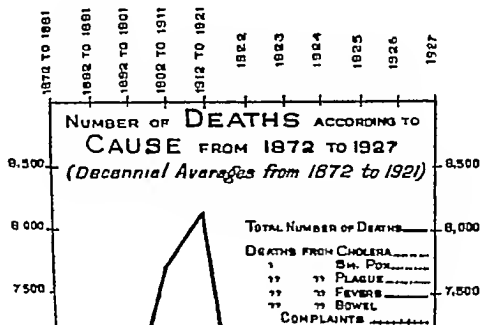 1872 TO 1881
1882 TO 1891
1892 TO 1901
1902 TO 1911
1912 TO 1921
1922
1923
1924
1925
1926
1927
NUMBER OF DEATHS ACCORDING TO
CAUSE FROM 1872 TO 1927
(Decennial Averages from 1872 to 1921)
8,500
8,500
8 000
8,000
7 500
7,500
TOTAL NUMBER OF DEATHS
DEATHS FROM CHOLERA
" SM. POX
" " PLAGUE
" " FEVERS
" " BOWEL
COMPLAINTS